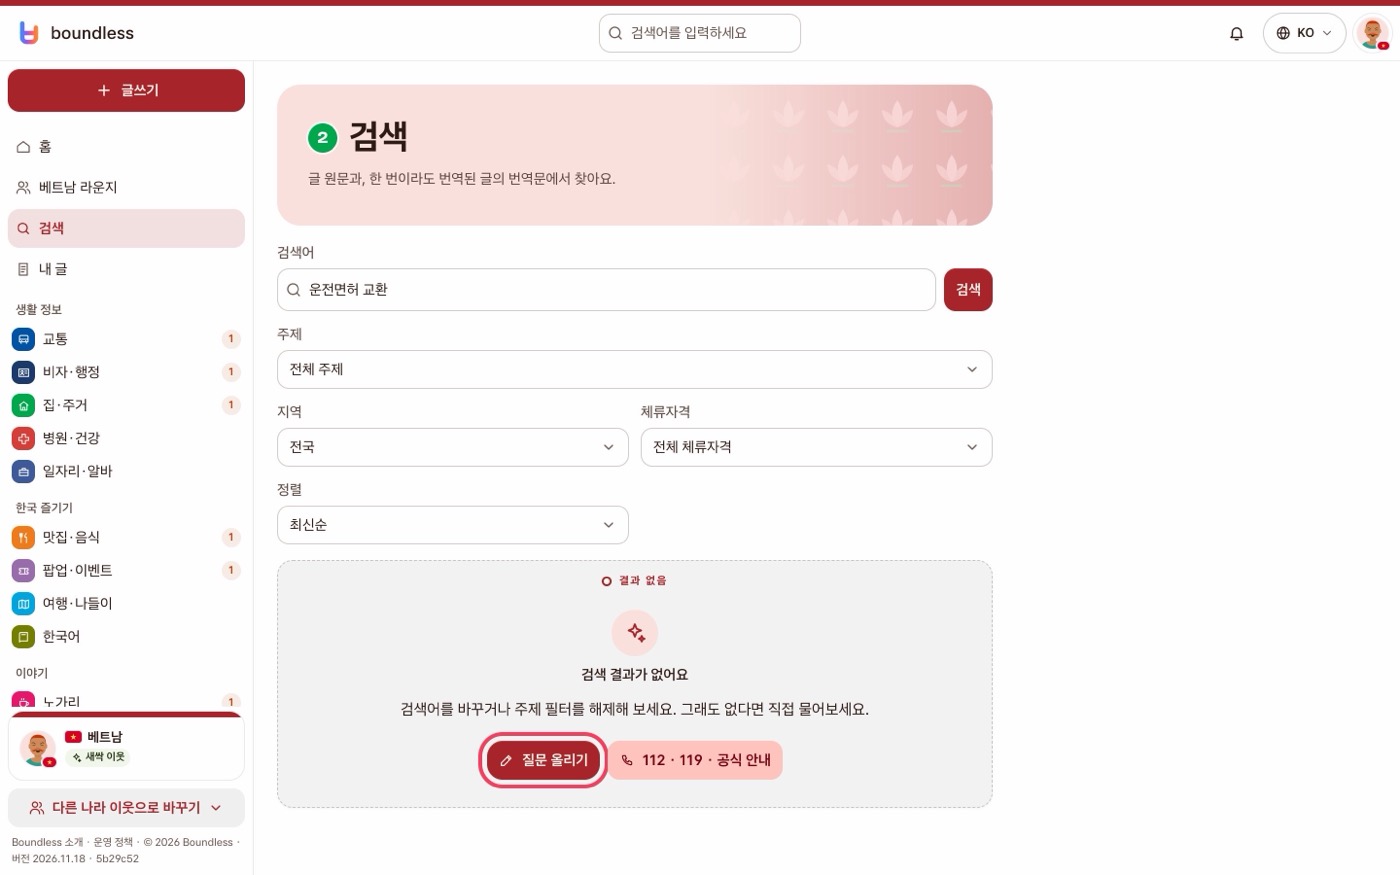 boundless
검색어를 입력하세요
KO
글쓰기
홈
베트남 라운지
검색
내 글
생활 정보
교통 1
비자·행정 1
집·주거 1
병원·건강
일자리·알바
한국 즐기기
맛집·음식 1
팝업·이벤트 1
여행·나들이
한국어
이야기
노가리 1
베트남
새싹 이웃
다른 나라 이웃으로 바꾸기
Boundless 소개 · 운영 정책 · © 2026 Boundless ·
버전 2026.11.18 · 5b29c52
2 검색
글 원문과, 한 번이라도 번역된 글의 번역문에서 찾아요.
검색어
운전면허 교환
검색
주제
전체 주제
지역
체류자격
전국
전체 체류자격
정렬
최신순
결과 없음
검색 결과가 없어요
검색어를 바꾸거나 주제 필터를 해제해 보세요. 그래도 없다면 직접 물어보세요.
질문 올리기
112 · 119 · 공식 안내